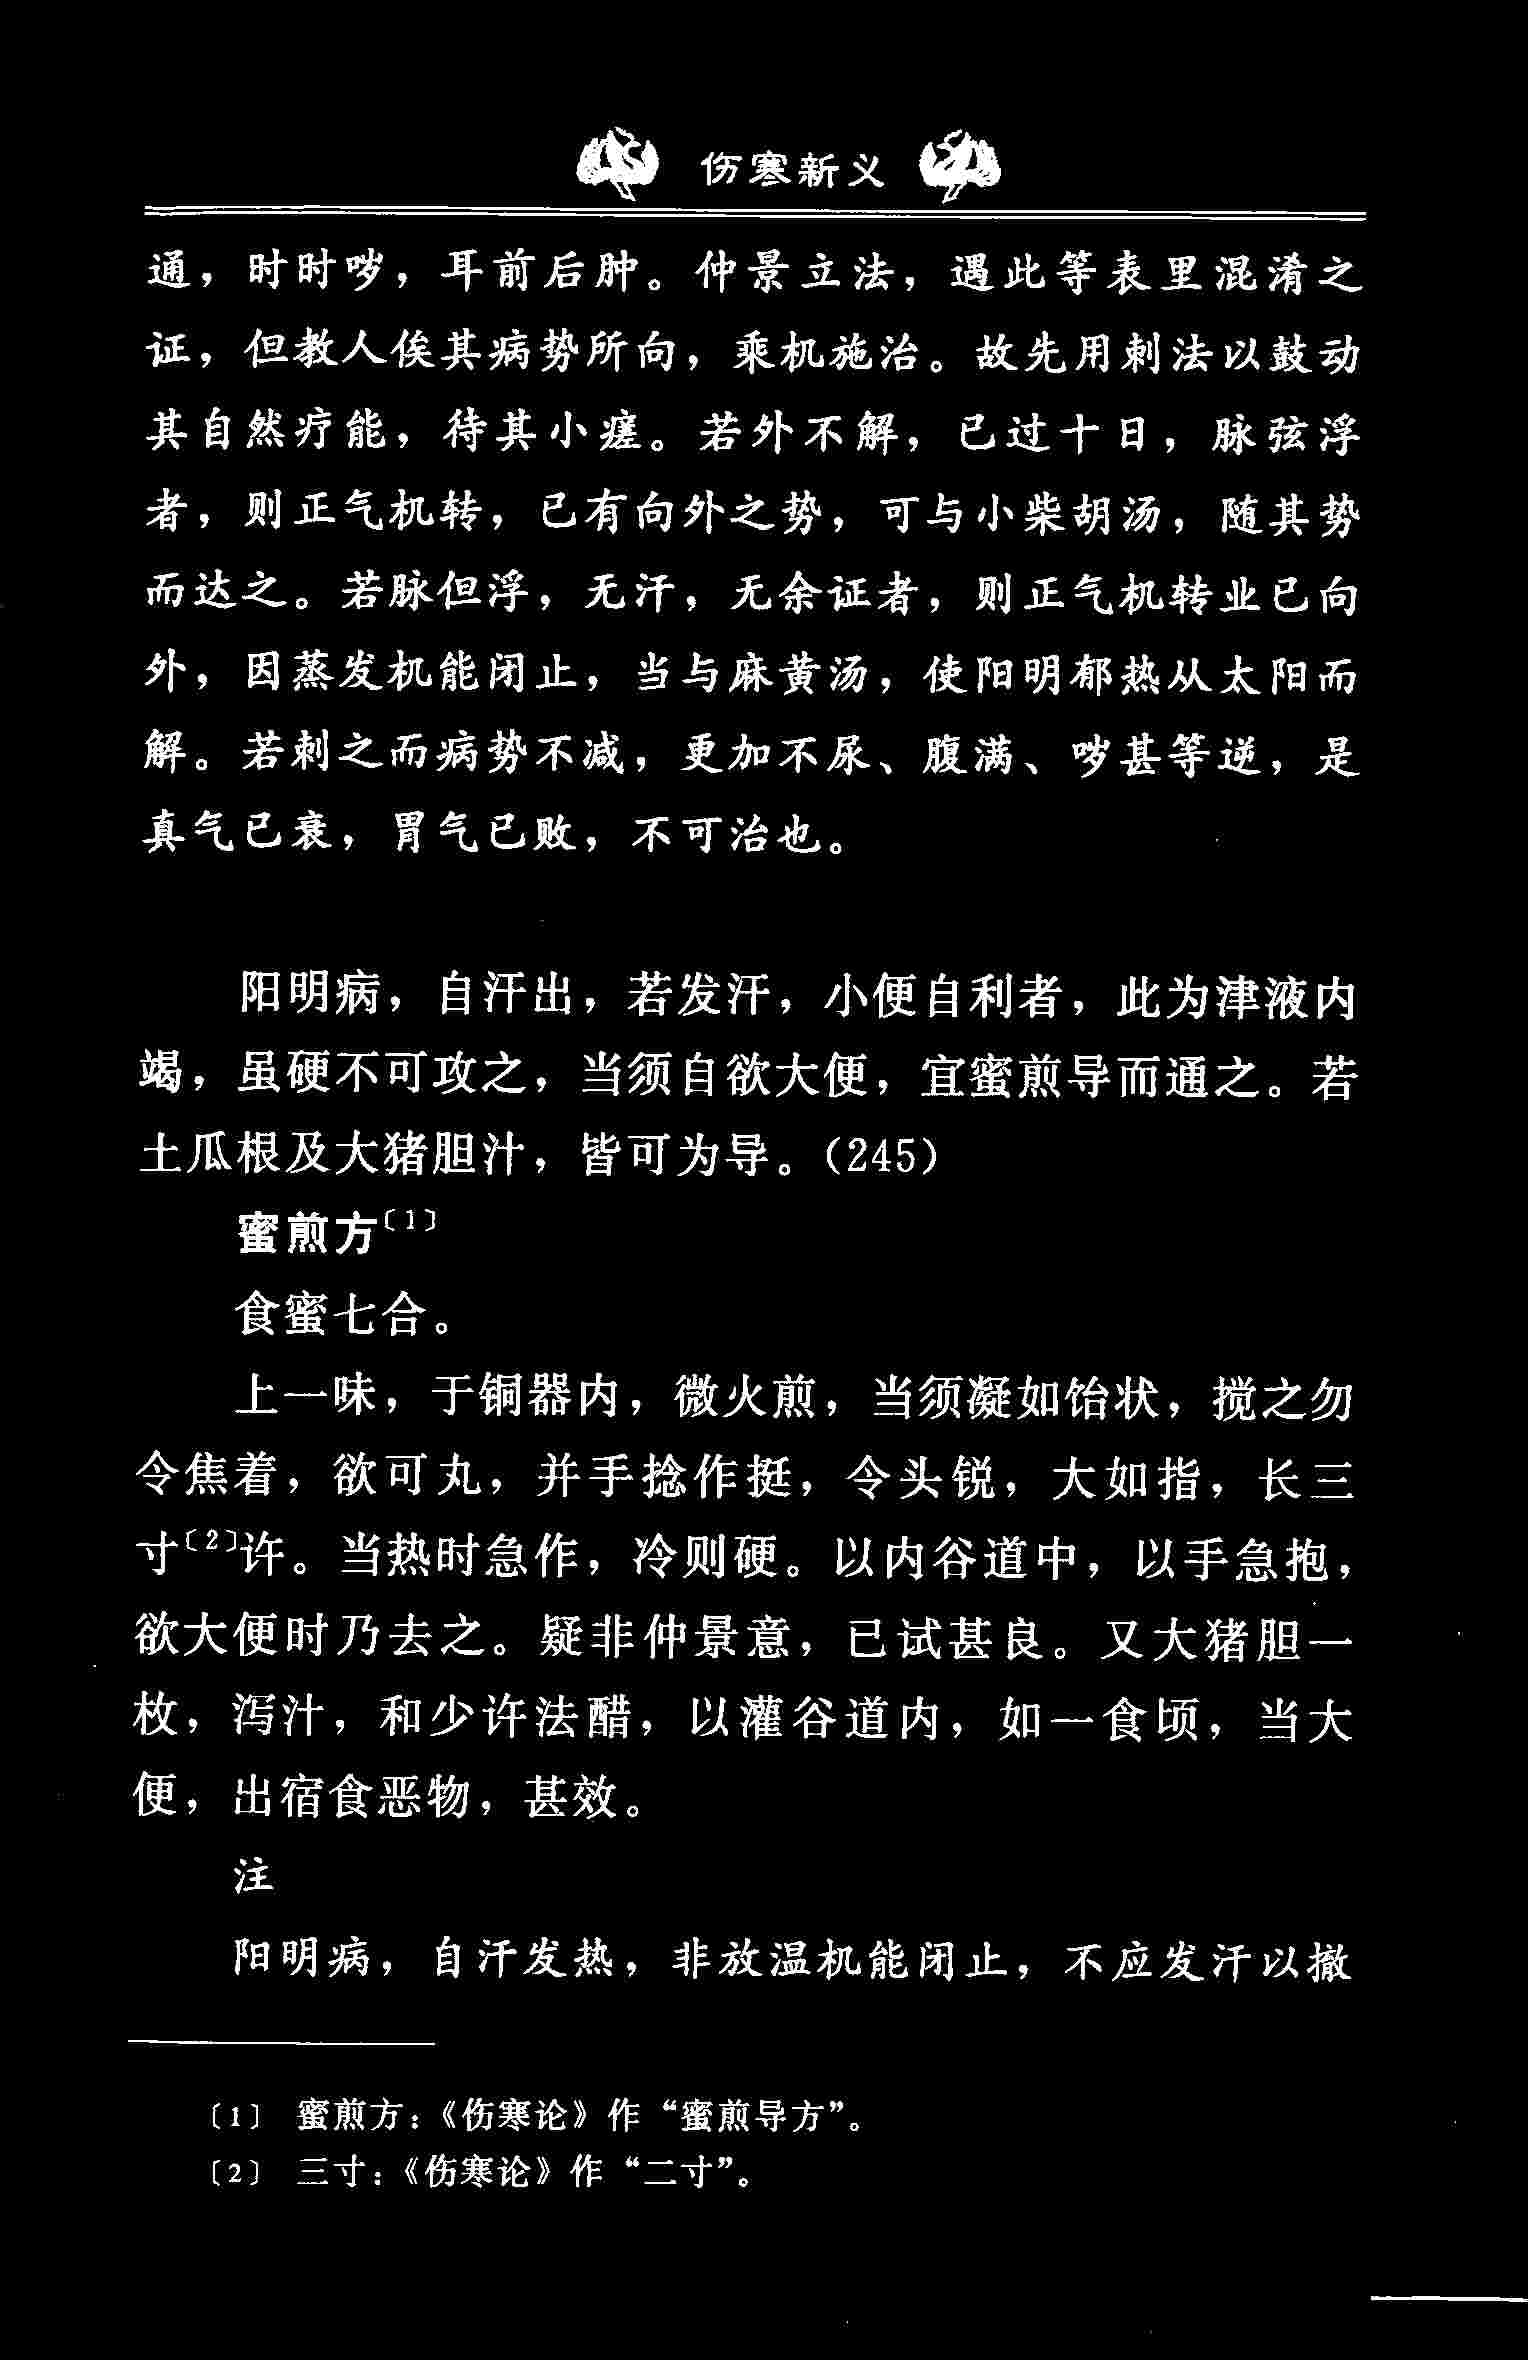 伤寒新义
通，时时哕，耳前后肿。仲景立法，遇此等表里混淆之
证，但教人俟其病势所向，乘机施治。故先用刺法以鼓动
其自然疗能，待其小瘥。若外不解，已过十日，脉弦浮
者，则正气机转，已有向外之势，可与小柴胡汤，随其势
而达之。若脉但浮，无汗，无余证者，则正气机转业已向
外，因蒸发机能闭止，当与麻黄汤，使阳明郁热从太阳而
解。若刺之而病势不减，更加不尿、腹满、哕甚等逆，是
真气已衰，胃气已败，不可治也。
阳明病，自汗出，若发汗，小便自利者，此为津液内
竭，虽硬不可攻之，当须自欲大便，宜蜜煎导而通之。若
土瓜根及大猪胆汁，皆可为导。(245)
蜜煎方〔1〕
食蜜七合。
上一味，于铜器内，微火煎，当须凝如饴状，搅之勿
令焦着，欲可丸，并手捻作挺，令头锐，大如指，长三
寸〔2〕许。当热时急作，冷则硬。以内谷道中，以手急抱，
欲大便时乃去之。疑非仲景意，已试甚良。又大猪胆一
枚，泻汁，和少许法醋，以灌谷道内，如一食顷，当大
便，出宿食恶物，甚效。
注
阳明病，自汗发热，非放温机能闭止，不应发汗以撤
〔1〕 蜜煎方：《伤寒论》作“蜜煎导方”。
〔2〕 三寸：《伤寒论》作“二寸”。